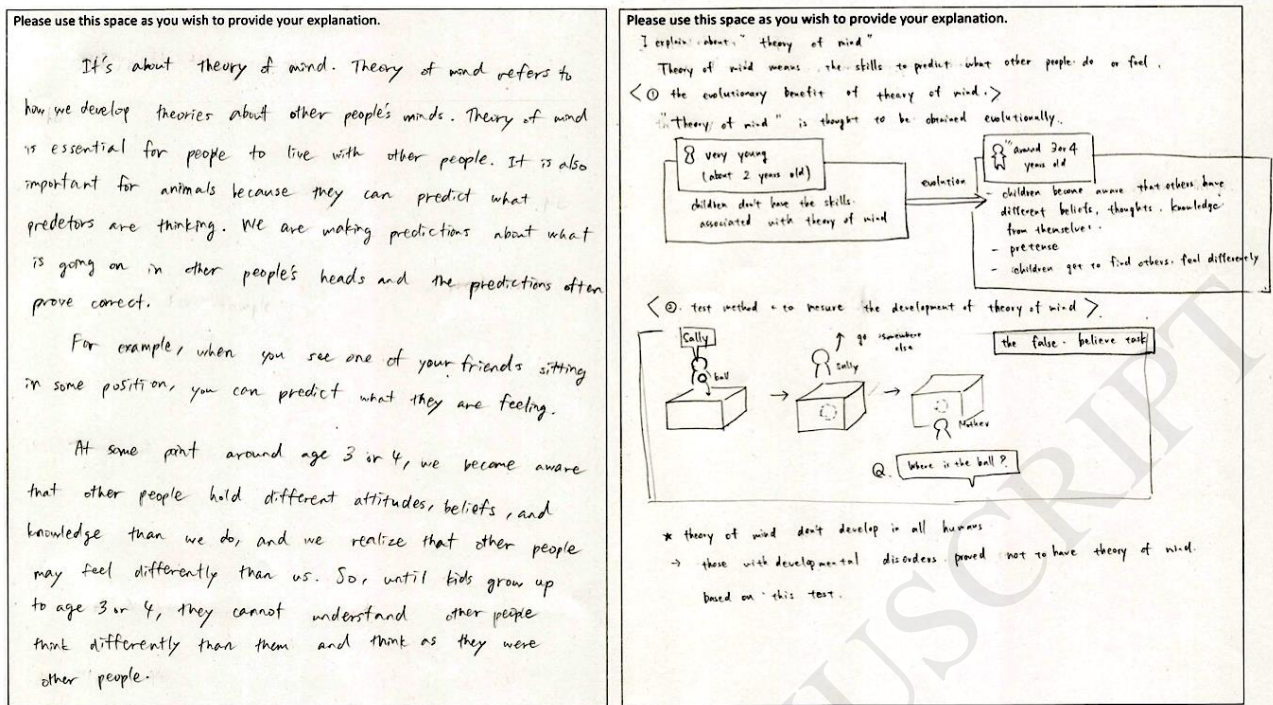 Please use this space as you wish to provide your explanation.
It's about theory of mind. Theory of mind refers to
how we develop theories about other people's minds. Theory of mind
is essential for people to live with other people. It is also
important for animals because they can predict what
predetors are thinking. We are making predictions about what
is going on in other people's heads and the predictions often
prove correct.
For example, when you see one of your friends sitting
in some position, you can predict what they are feeling.
At some point around age 3 or 4, we become aware
that other people hold different attitudes, beliefs, and
knowledge than we do, and we realize that other people
may feel differently than us. So, until kids grow up
to age 3 or 4, they cannot understand other people
think differently than them and think as they were
other people.
Please use this space as you wish to provide your explanation.
I explain about " theory of mind "
Theory of mind means the skills to predict what other people do or feel.
< ① the evolutionary benefit of theory of mind. >
"Theory of mind" is thought to be obtained evolutionally.
very young
(about 2 years old)
children don't have the skills
associated with theory of mind
evolution
around 3 or 4
years old
- children become aware that others have
different beliefs, thoughts, knowledge
from themselves.
- pretense
- children get to find others feel differently
< ②. test method to mesure the development of theory of mind >
the false - believe task
Sally
ball
→
go somewhere
else
Sally
→
Mother
Q. Where is the ball?
* theory of mind don't develop in all humans
→ those with developmental disorders proved not to have theory of mind.
based on this test.
USCRIPT